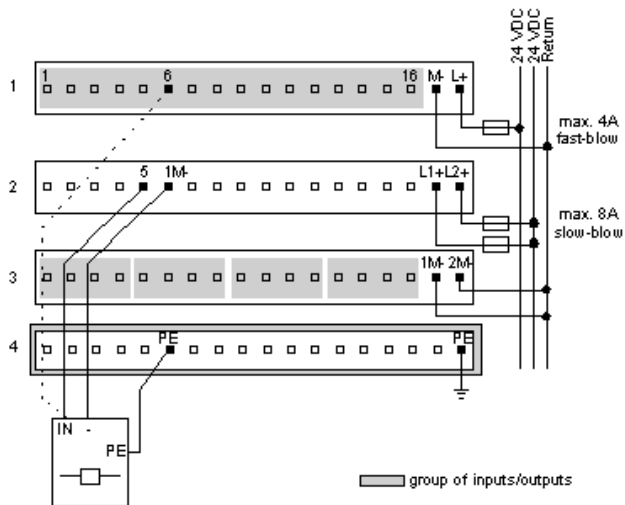 24 VDC
24 VDC
Return
1
1 6 16 M- L+
max. 4A
fast-blow
2
5 1M- L1+ L2+
max. 8A
slow-blow
3
1M- 2M-
4
PE PE
IN -
PE
group of inputs/outputs